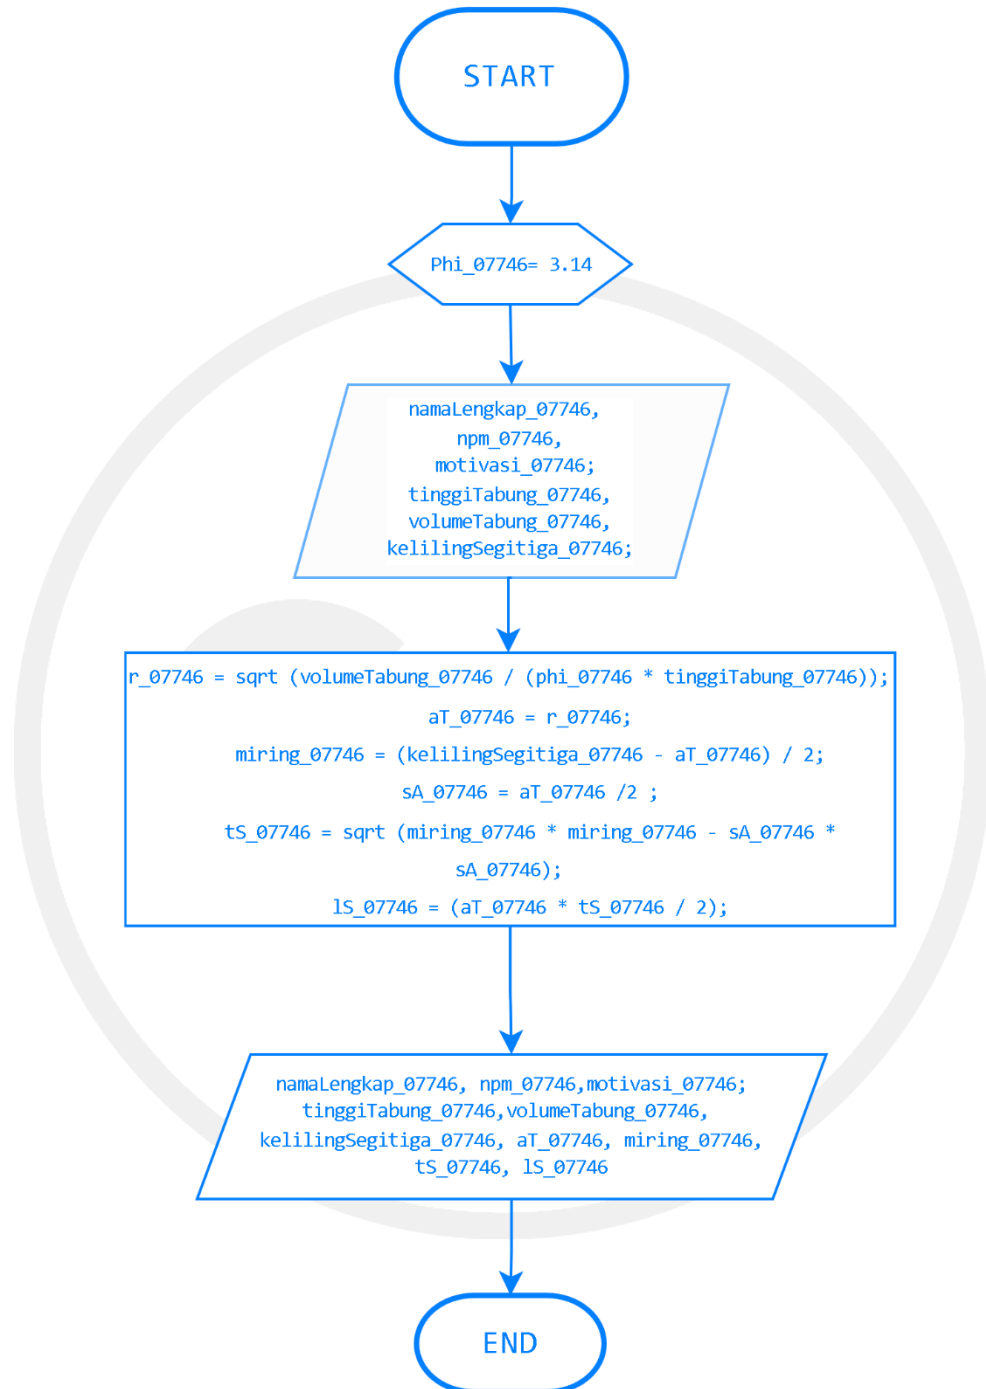 START
Phi_07746= 3.14
namaLengkap_07746,
npm_07746,
motivasi_07746;
tinggiTabung_07746,
volumeTabung_07746,
kelilingSegitiga_07746;
r_07746 = sqrt (volumeTabung_07746 / (phi_07746 * tinggiTabung_07746));
aT_07746 = r_07746;
miring_07746 = (kelilingSegitiga_07746 - aT_07746) / 2;
sA_07746 = aT_07746 /2 ;
tS_07746 = sqrt (miring_07746 * miring_07746 - sA_07746 *
sA_07746);
lS_07746 = (aT_07746 * tS_07746 / 2);
namaLengkap_07746, npm_07746,motivasi_07746;
tinggiTabung_07746,volumeTabung_07746,
kelilingSegitiga_07746, aT_07746, miring_07746,
tS_07746, lS_07746
END